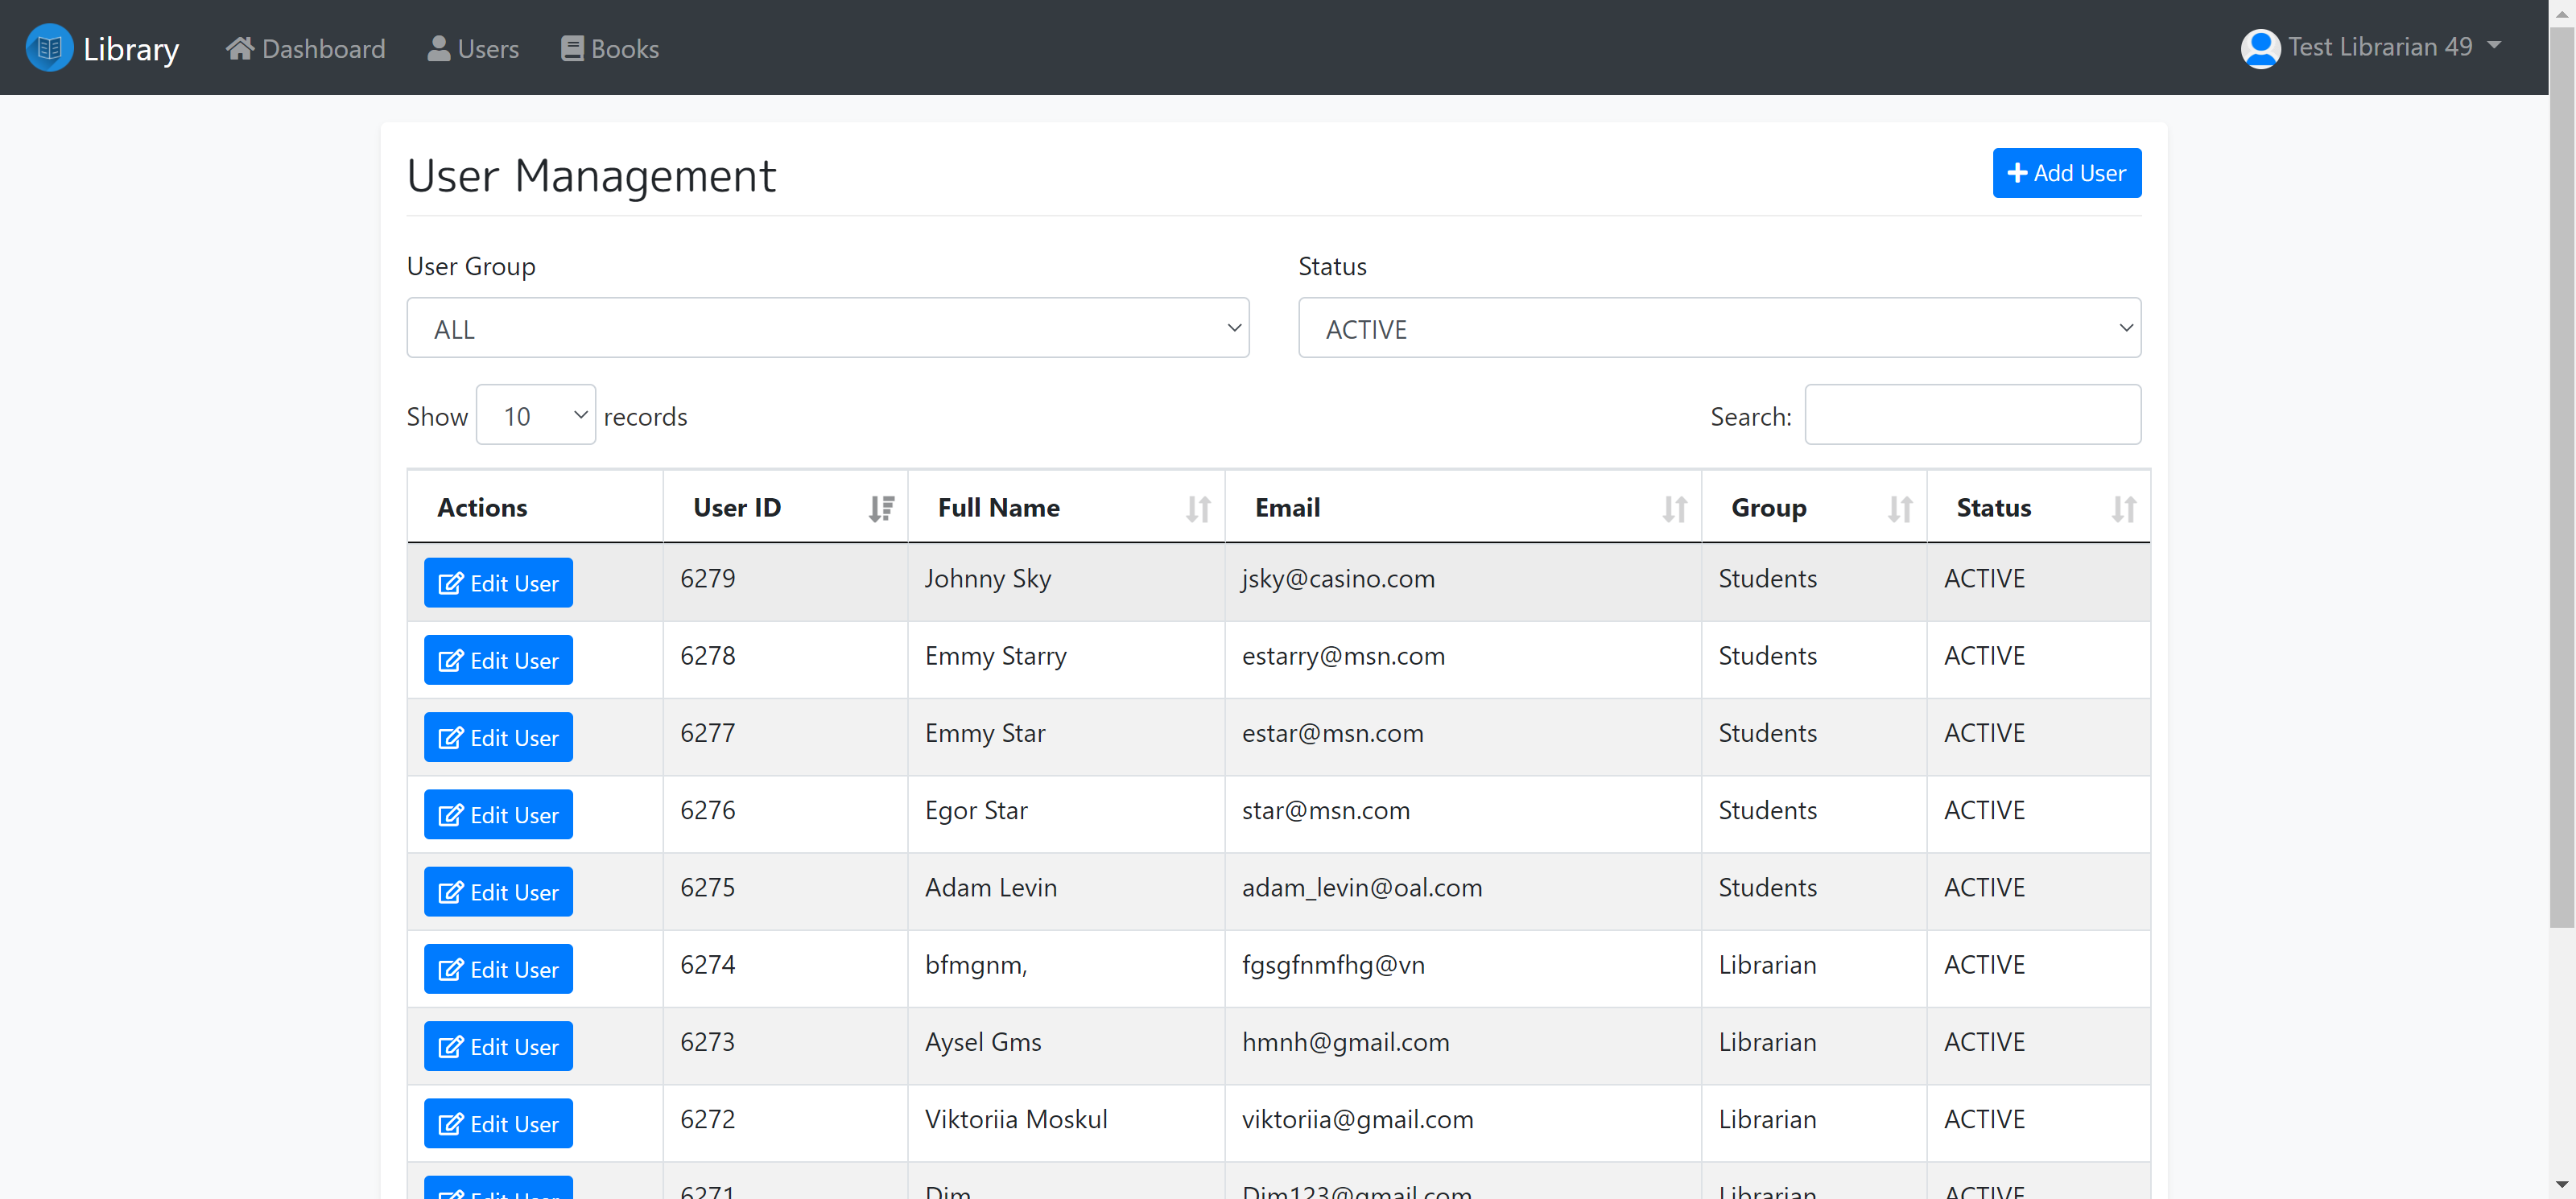 Library Dashboard Users Books Test Librarian 49
User Management
Add User
User Group Status
ALL ACTIVE
Show 10 records Search:
Actions User ID Full Name Email Group Status
Edit User 6279 Johnny Sky jsky@casino.com Students ACTIVE
Edit User 6278 Emmy Starry estarry@msn.com Students ACTIVE
Edit User 6277 Emmy Star estar@msn.com Students ACTIVE
Edit User 6276 Egor Star star@msn.com Students ACTIVE
Edit User 6275 Adam Levin adam_levin@oal.com Students ACTIVE
Edit User 6274 bfmgnm, fgsgfnmfhg@vn Librarian ACTIVE
Edit User 6273 Aysel Gms hmnh@gmail.com Librarian ACTIVE
Edit User 6272 Viktoriia Moskul viktoriia@gmail.com Librarian ACTIVE
Edit User 6271 Dim Dim123@gmail.com Librarian ACTIVE